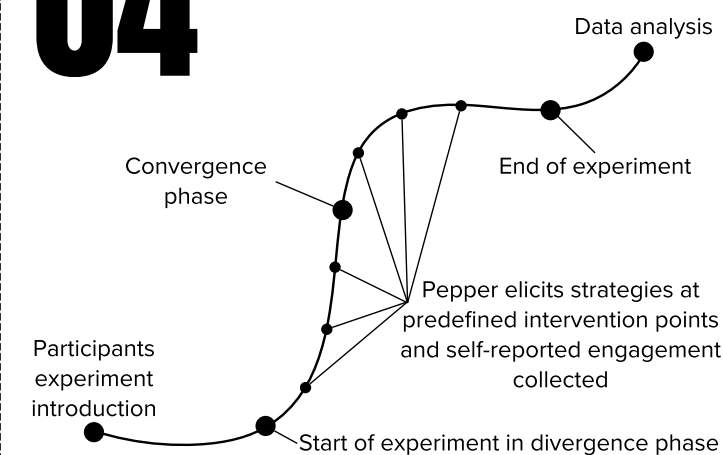 04
Data analysis
End of experiment
Convergence
phase
Pepper elicits strategies at
predefined intervention points
and self-reported engagement
collected
Participants
experiment
introduction
Start of experiment in divergence phase